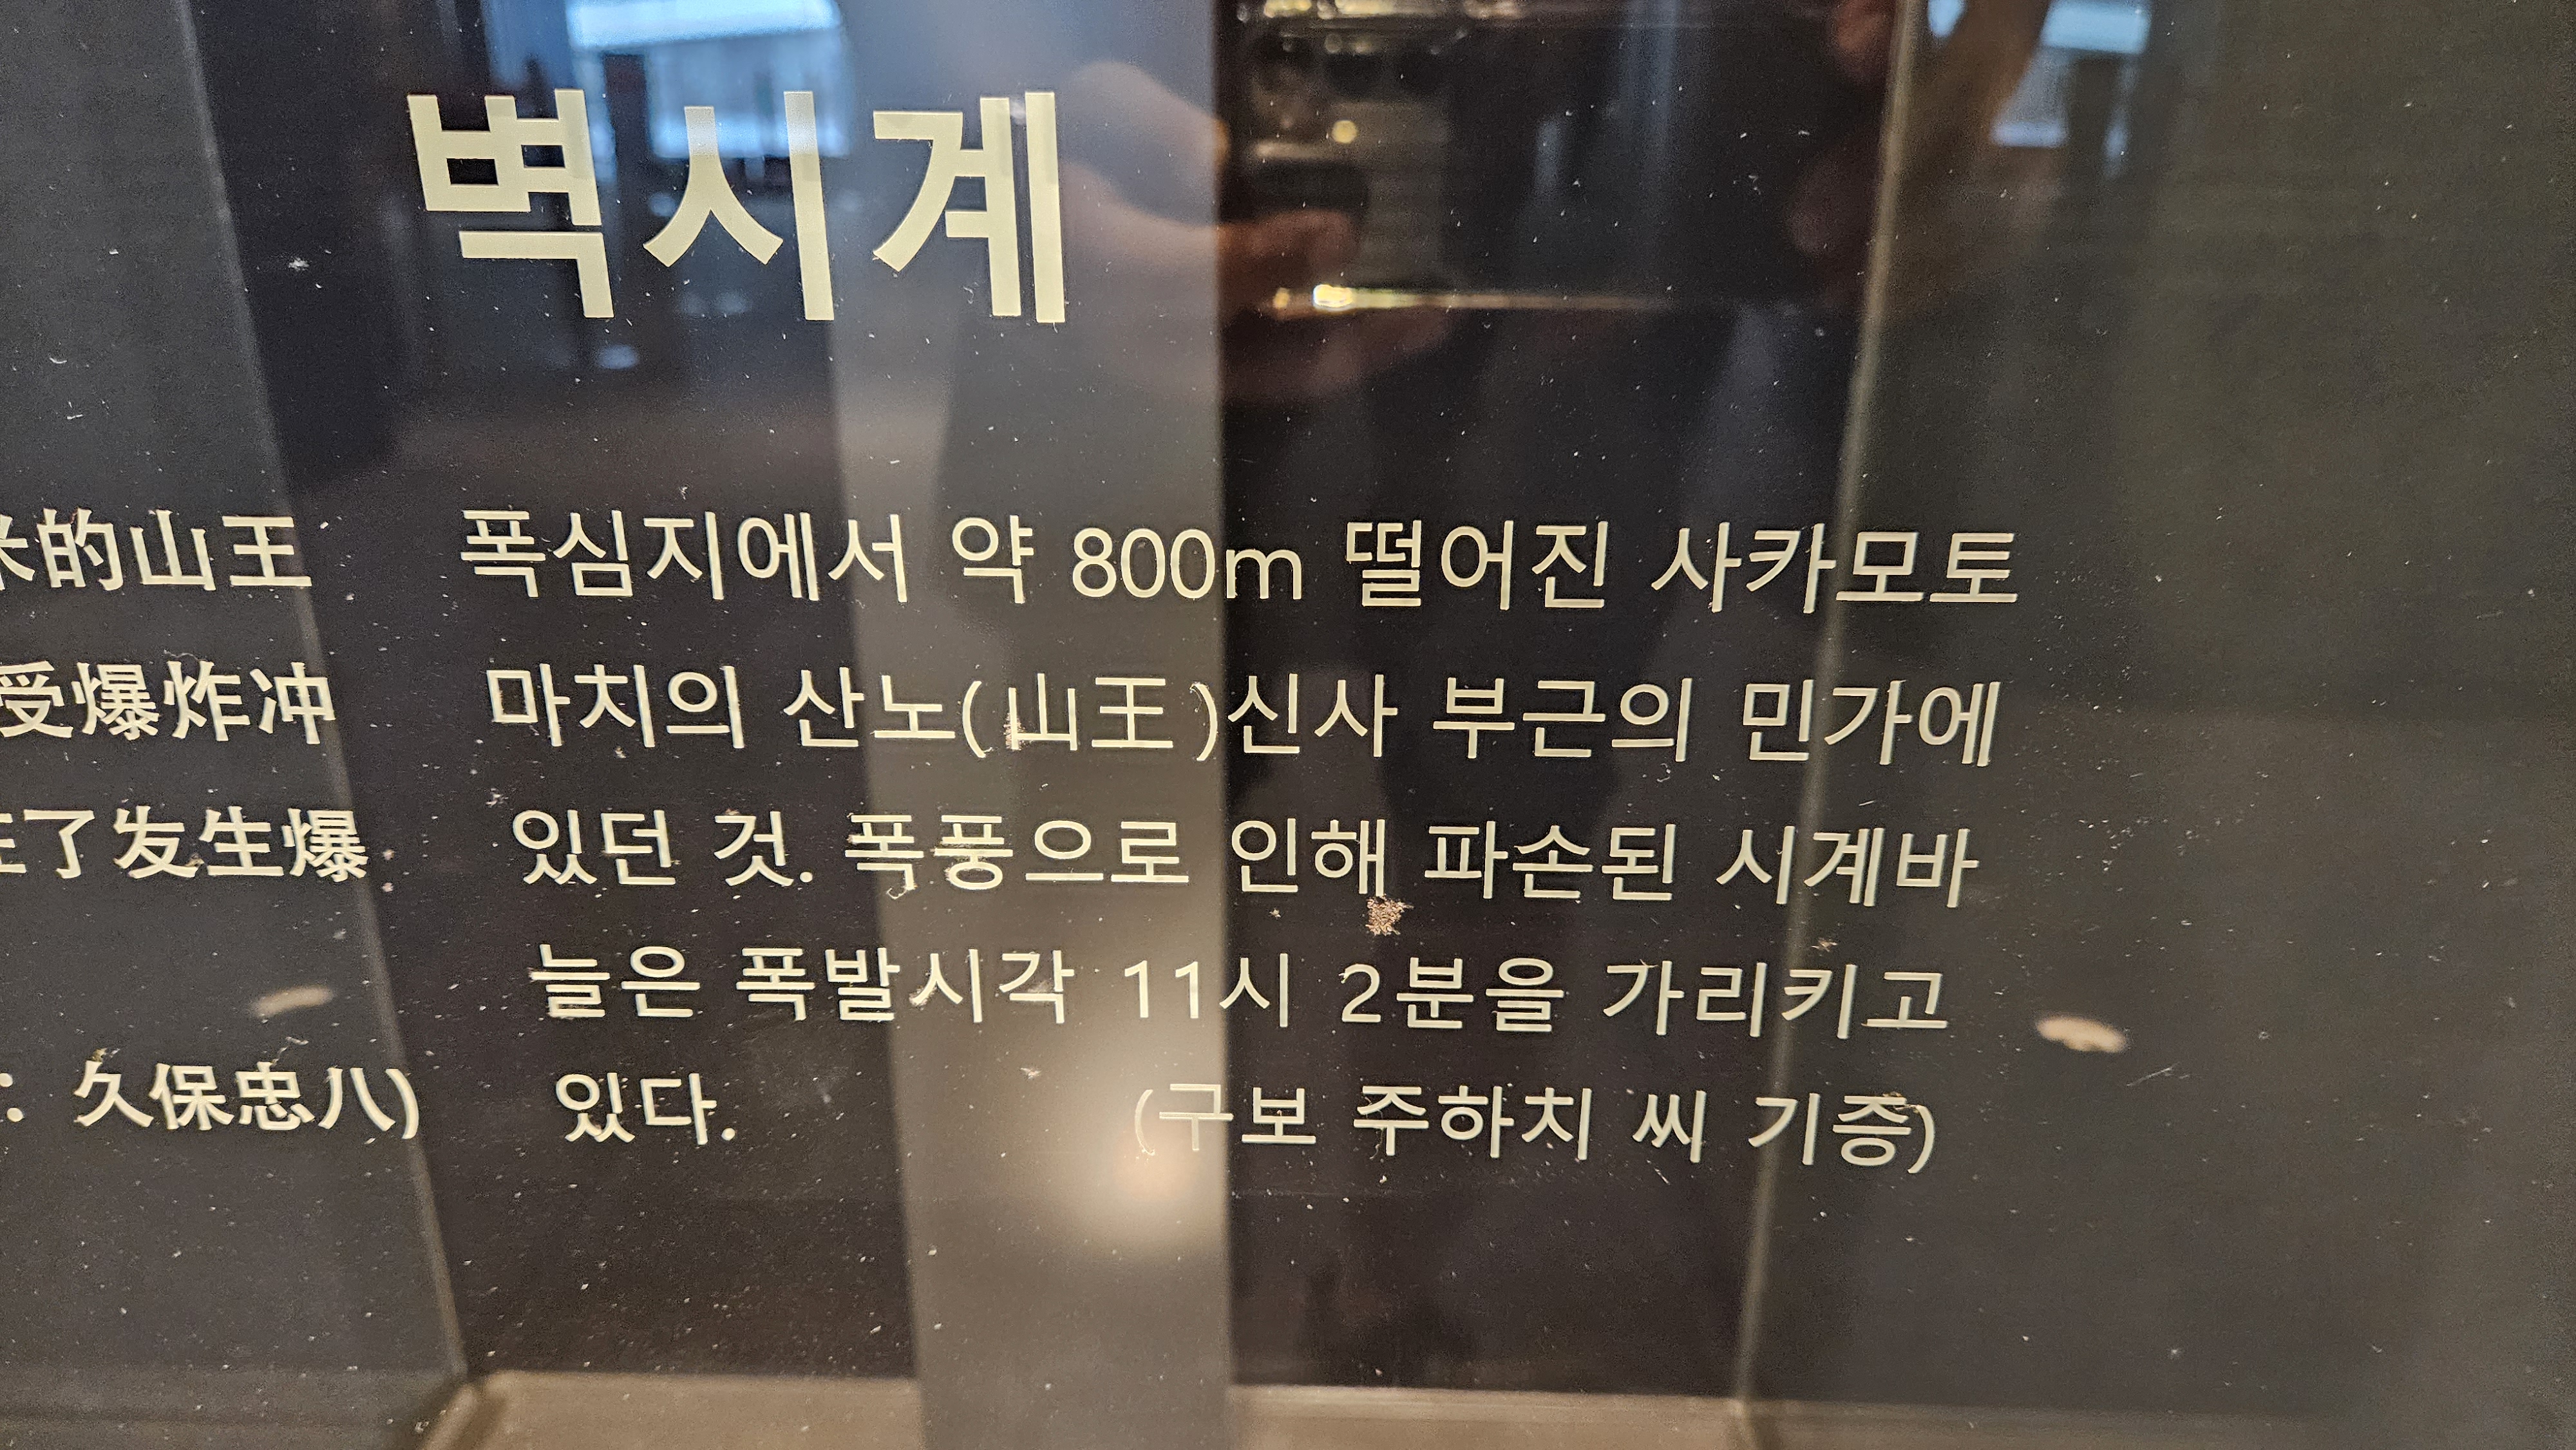 벽시계
的山王
受爆炸冲
了发生爆
久保忠八)
폭심지에서 약 800m 떨어진 사카모토
마치의 산노(山王)신사 부근의 민가에
있던 것. 폭풍으로 인해 파손된 시계바
늘은 폭발시각 11시 2분을 가리키고
있다. (구보 주하치 씨 기증)